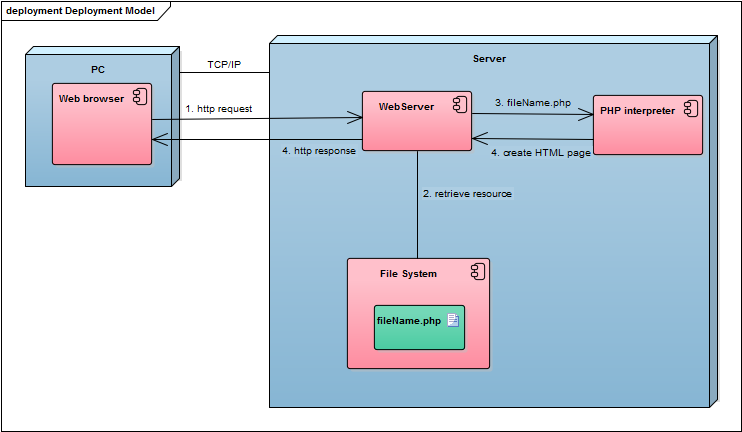 deployment Deployment Model
PC
Web browser
TCP/IP
Server
1. http request
4. http response
WebServer
3. fileName.php
4. create HTML page
PHP interpreter
2. retrieve resource
File System
fileName.php